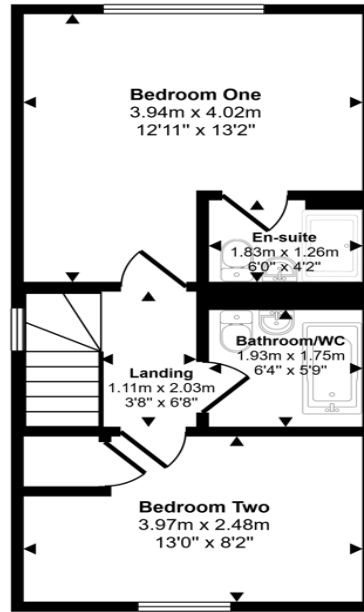 Bedroom One
3.94m x 4.02m
12'11" x 13'2"
En-suite
1.83m x 1.26m
6'0" x 4'2"
Bathroom/WC
1.93m x 1.75m
6'4" x 5'9"
Landing
1.11m x 2.03m
3'8" x 6'8"
Bedroom Two
3.97m x 2.48m
13'0" x 8'2"